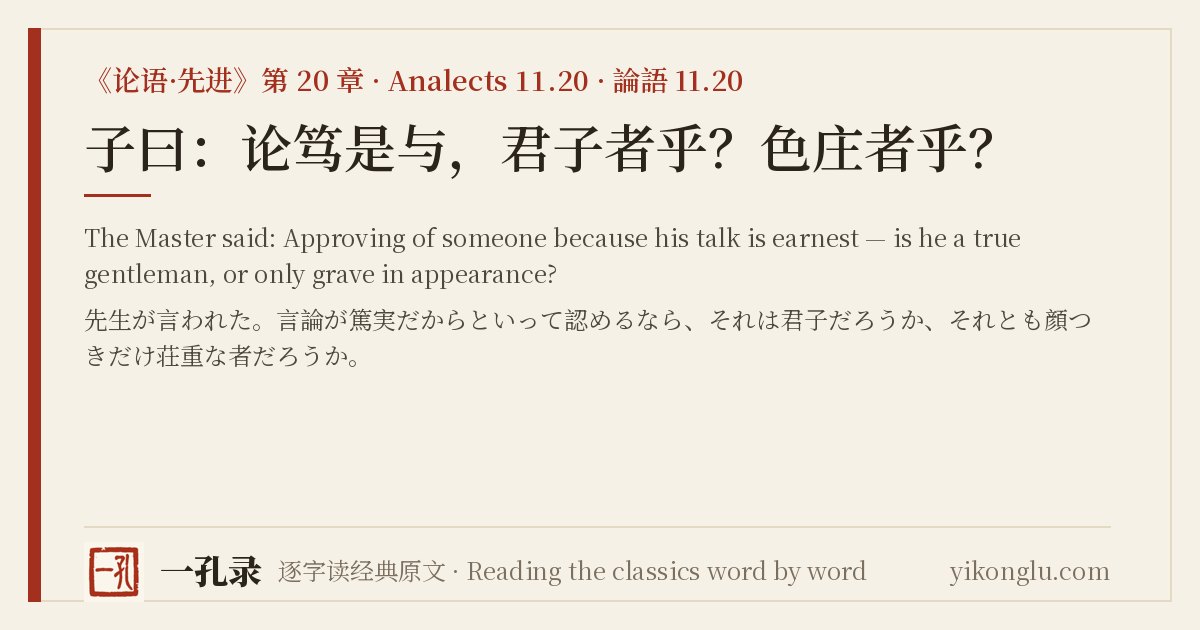 《论语·先进》第 20 章 · Analects 11.20 · 論語 11.20
子曰：论笃是与，君子者乎？色庄者乎？
The Master said: Approving of someone because his talk is earnest — is he a true
gentleman, or only grave in appearance?
先生が言われた。言論が篤実だからといって認めるなら、それは君子だろうか、それとも顔つ
きだけ荘重な者だろうか。
一孔
一孔录 逐字读经典原文 · Reading the classics word by word yikonglu.com